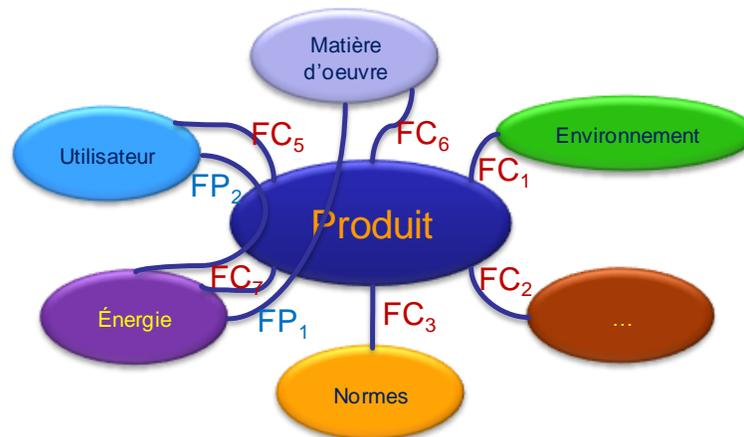 Matière
d'oeuvre
FC₅
FC₆
Environnement
Utilisateur
FC₁
FP₂
Produit
FC₇
FC₂
Énergie
FP₁
FC₃
...
Normes